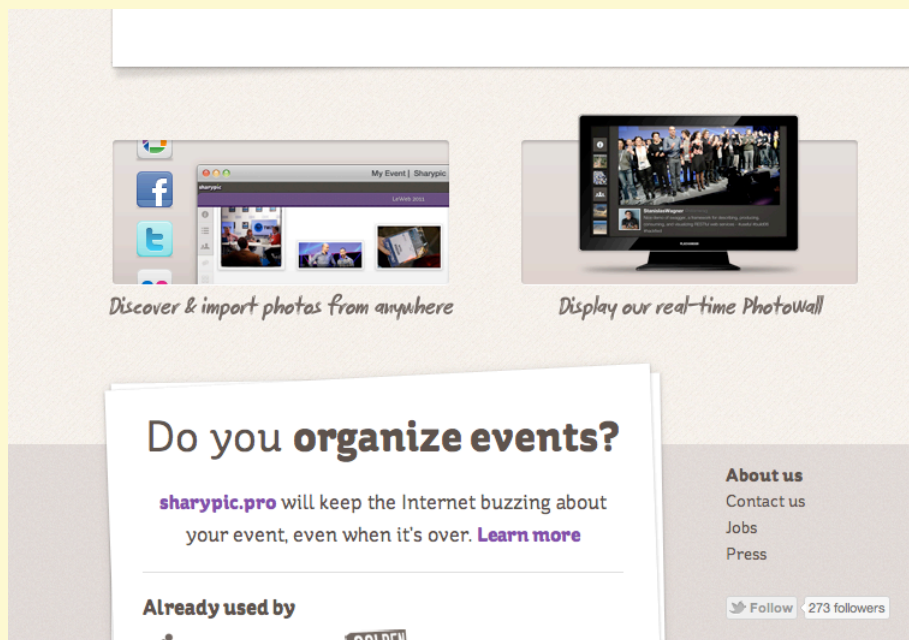 My Event | Sharypic
sharypic
LeWeb 2011
StanislasWagner
Discover & import photos from anywhere
Display our real-time PhotoWall
Do you organize events?
sharypic.pro will keep the Internet buzzing about
your event, even when it's over. Learn more
Already used by
GOLDEN
About us
Contact us
Jobs
Press
Follow 273 followers